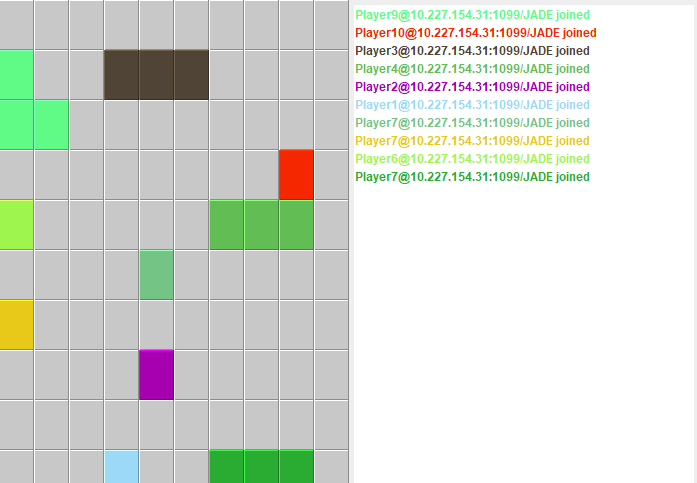 Player9@10.227.154.31:1099/JADE joined
Player10@10.227.154.31:1099/JADE joined
Player3@10.227.154.31:1099/JADE joined
Player4@10.227.154.31:1099/JADE joined
Player2@10.227.154.31:1099/JADE joined
Player1@10.227.154.31:1099/JADE joined
Player7@10.227.154.31:1099/JADE joined
Player7@10.227.154.31:1099/JADE joined
Player6@10.227.154.31:1099/JADE joined
Player7@10.227.154.31:1099/JADE joined